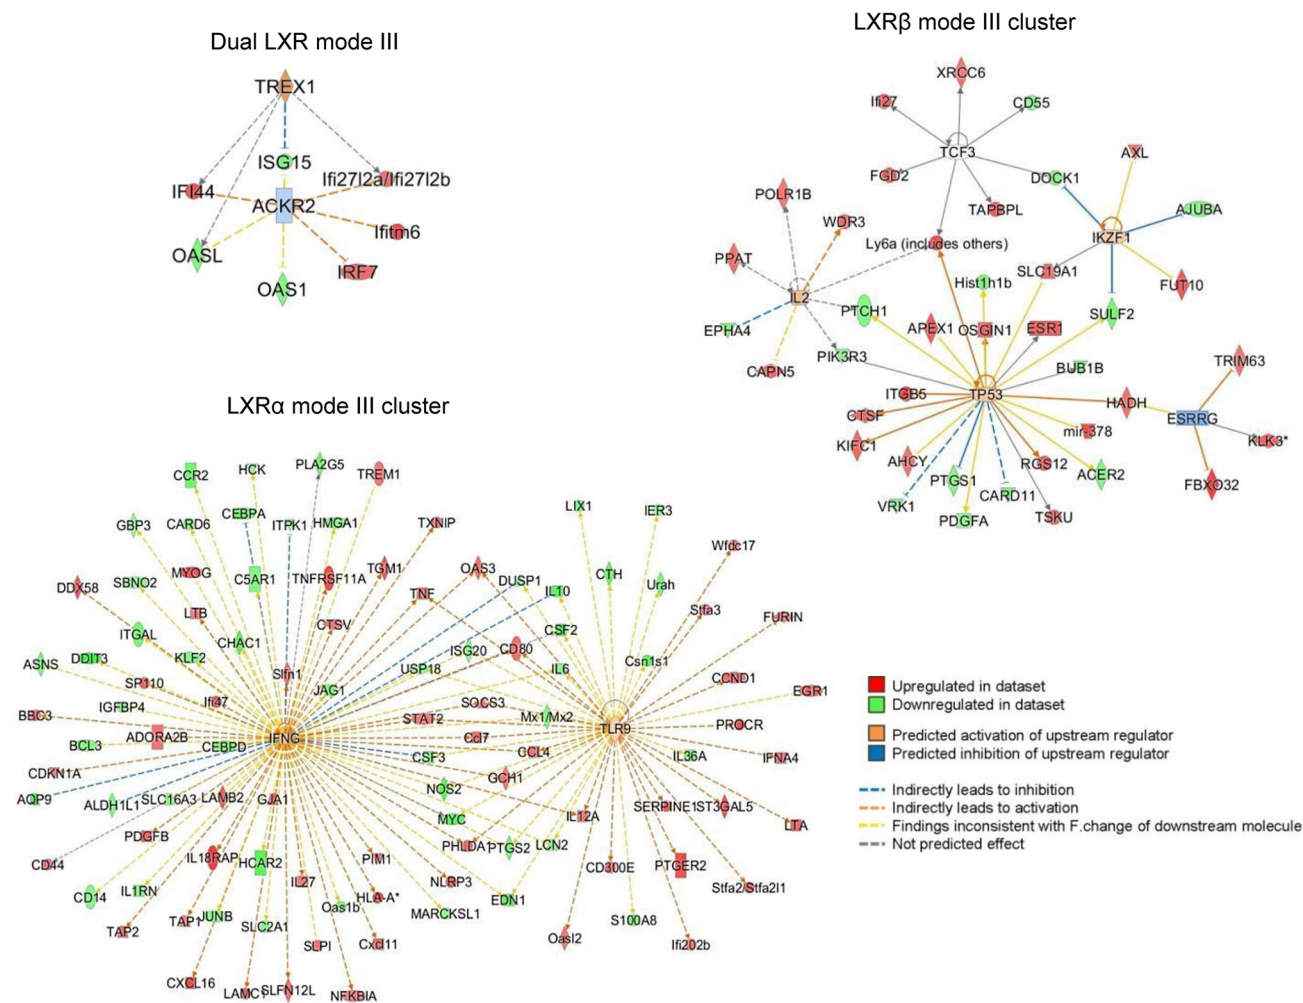 Dual LXR mode III
TREX1
ISG15
IFI44
Ifi27l2a/Ifi27l2b
ACKR2
Ifitm6
OASL
IRF7
OAS1
LXRβ mode III cluster
XRCC6
Ifi27
CD55
TCF3
AXL
FGD2
DOCK1
POLR1B
TAPBPL
AJUBA
WDR3
IKZF1
Ly6a (includes others)
PPAT
SLC19A1
Hist1h1b
FUT10
IL2
PTCH1
SULF2
EPHA4
APEX1
OSGIN1
ESR1
PIK3R3
BUB1B
TRIM63
CAPN5
ITGB5
TP53
HADH
CTSF
ESRRG
mir-378
KLK3*
KIFC1
AHCY
RGS12
PTGS1
ACER2
CARD11
FBXO32
VRK1
PDGFA
TSKU
LXRα mode III cluster
PLA2G5
CCR2
HCK
TREM1
LIX1
IER3
GBP3
CARD6
CEBPA
ITPK1
HMGA1
TXNIP
Wfdc17
DDX58
SBNO2
MYOG
C5AR1
TNFRSF11A
TGM1
OAS3
DUSP1
IL10
CTH
Urah
TNF
LTB
CTSV
Stfa3
FURIN
ITGAL
CHAC1
CSF2
ASNS
DDIT3
KLF2
Slfn1
USP18
ISG20
CD80
IL6
Csn1s1
CCND1
SP110
Ifi47
JAG1
EGR1
IGFBP4
SOCS3
BBC3
STAT2
Mx1/Mx2
TLR9
PROCR
ADORA2B
IFNG
Ccl7
BCL3
CEBPD
CSF3
CCL4
IL36A
IFNA4
CDKN1A
GCH1
NOS2
AQP9
ALDH1L1
SLC16A3
LAMB2
GJA1
SERPINE1
ST3GAL5
MYC
IL12A
LTA
PDGFB
PHLDA1
PTGS2
LCN2
CD44
IL18RAP
HCAR2
PIM1
CD300E
PTGER2
IL27
NLRP3
Stfa2/Stfa2l1
CD14
IL1RN
HLA-A*
EDN1
Oas1b
MARCKSL1
S100A8
TAP1
JUNB
SLC2A1
TAP2
SLPI
Cxcl11
Oasl2
Ifi202b
CXCL16
LAMC1
SLFN12L
NFKBIA
Upregulated in dataset
Downregulated in dataset
Predicted activation of upstream regulator
Predicted inhibition of upstream regulator
Indirectly leads to inhibition
Indirectly leads to activation
Findings inconsistent with F.change of downstream molecule
Not predicted effect